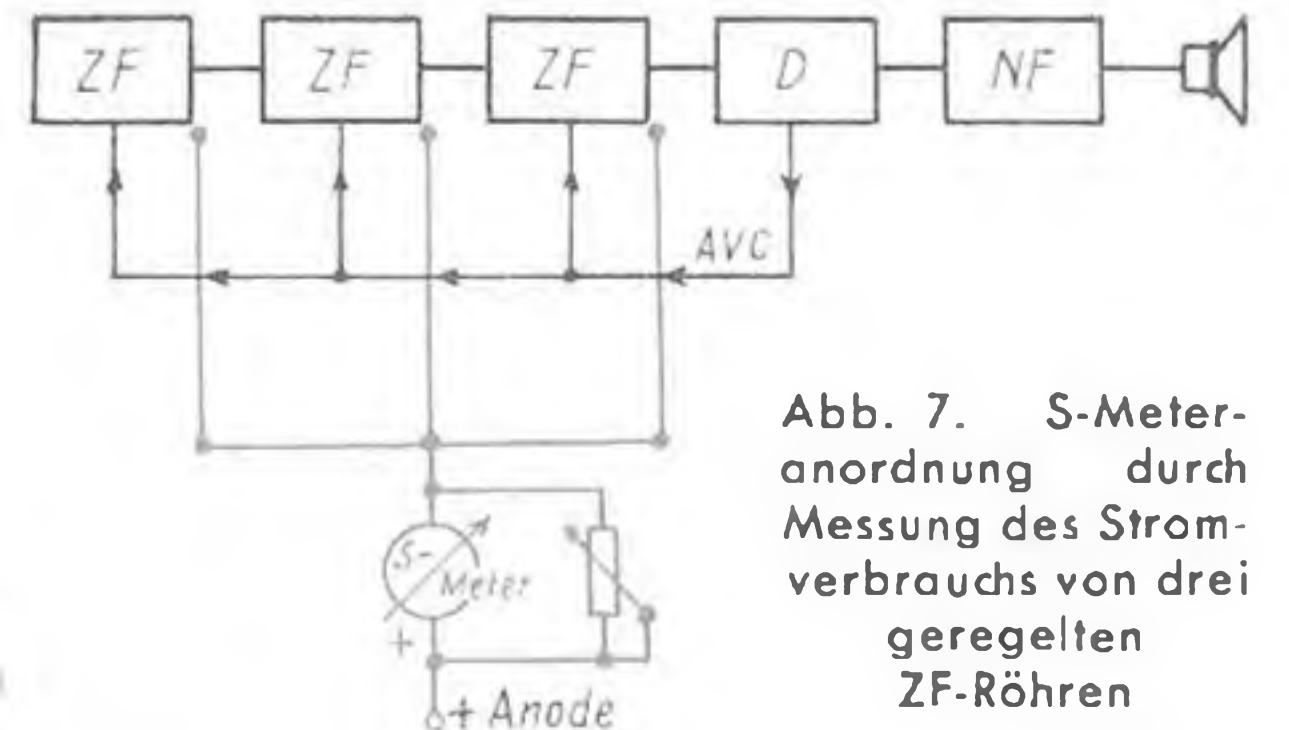 ZF ZF ZF D NF
AVC
S-
Meter
+
+ Anode
Abb. 7. S-Meter-
anordnung durch
Messung des Strom-
verbrauchs von drei
geregelten
ZF-Röhren